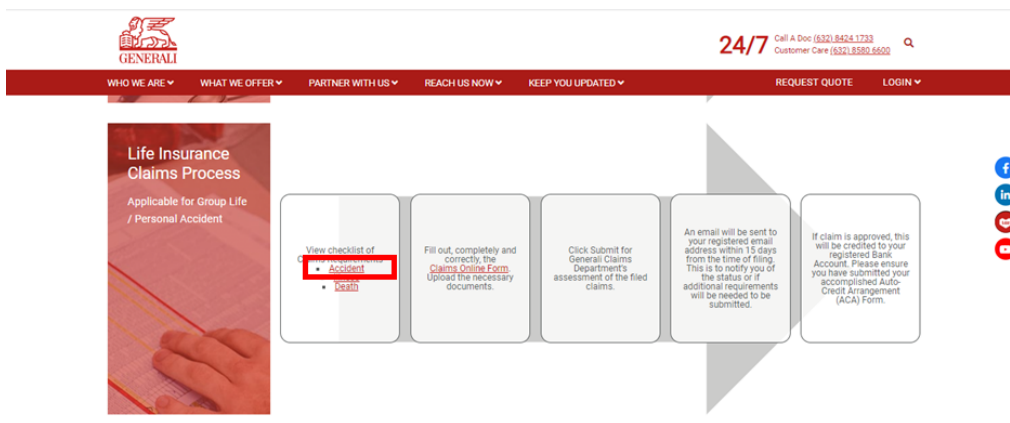 GENERALI
24/7
Call A Doc (632) 8424 1733
Customer Care (632) 8580 6600
WHO WE ARE
WHAT WE OFFER
PARTNER WITH US
REACH US NOW
KEEP YOU UPDATED
REQUEST QUOTE
LOGIN
Life Insurance
Claims Process
Applicable for Group Life
/ Personal Accident
View checklist of
Claims Requirements
Accident
Death
Fill out, completely and
correctly, the
Claims Online Form.
Upload the necessary
documents.
Click Submit for
Generali Claims
Department's
assessment of the filed
claims.
An email will be sent to
your registered email
address within 15 days
from the time of filing.
This is to notify you of
the status or if
additional requirements
will be needed to be
submitted.
If claim is approved, this
will be credited to your
registered Bank
Account. Please ensure
you have submitted your
accomplished Auto-
Credit Arrangement
(ACA) Form.
f
in